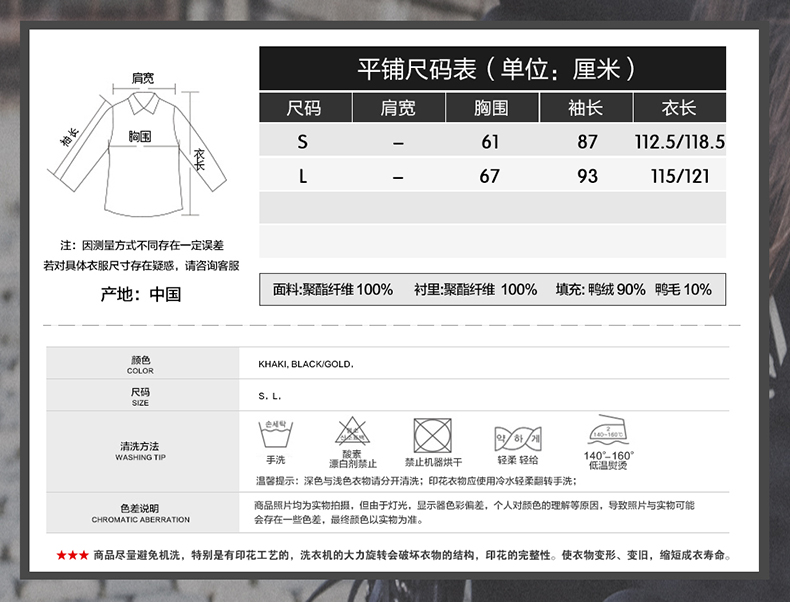 平铺尺码表（单位：厘米）
尺码 肩宽 胸围 袖长 衣长
S – 61 87 112.5/118.5
L – 67 93 115/121
肩宽
袖长
胸围
衣长
注：因测量方式不同存在一定误差
若对具体衣服尺寸存在疑惑，请咨询客服
产地：中国
面料:聚酯纤维100% 衬里:聚酯纤维 100% 填充: 鸭绒90% 鸭毛10%
颜色
COLOR
KHAKI, BLACK/GOLD.
尺码
SIZE
S. L.
清洗方法
WASHING TIP
손세탁
手洗
酸素
漂白剂禁止
禁止机器烘干
약하게
轻柔 轻给
2
140~160℃
140°-160°
低温熨烫
温馨提示：深色与浅色衣物请分开清洗；印花衣物应使用冷水轻柔翻转手洗；
色差说明
CHROMATIC ABERRATION
商品照片均为实物拍摄，但由于灯光，显示器色彩偏差，个人对颜色的理解等原因，导致照片与实物可能
会存在一些色差，最终颜色以实物为准。
★★★ 商品尽量避免机洗，特别是有印花工艺的，洗衣机的大力旋转会破坏衣物的结构，印花的完整性。使衣物变形、变旧，缩短成衣寿命。